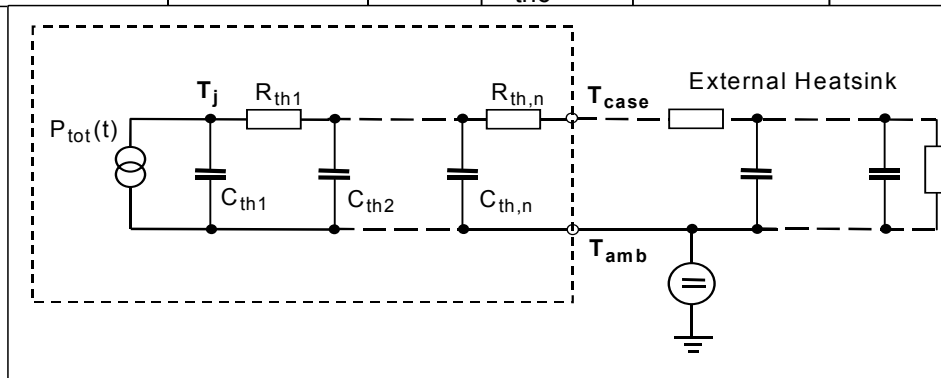 T_j
R_th1
R_th,n
T_case
External Heatsink
P_tot(t)
C_th1
C_th2
C_th,n
T_amb